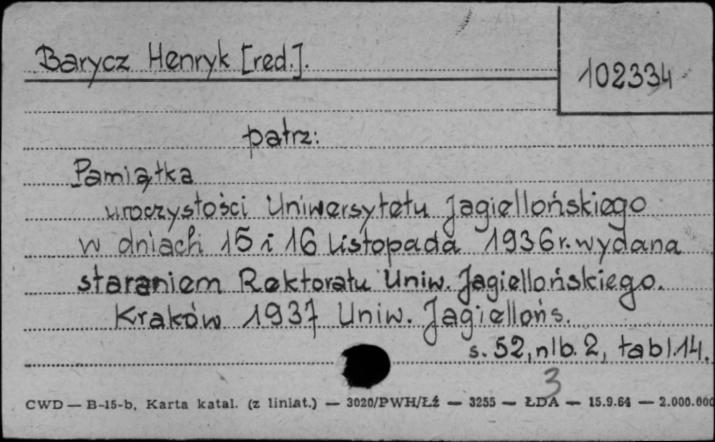 Barycz Henryk [red.].
102334
patrz:
Pamiątka
uroczystości Uniwersytetu Jagiellońskiego
w dniach 15 i 16 listopada 1936r. wydana
staraniem Rektoratu Uniw. Jagiellońskiego.
Kraków 1937 Uniw. Jagiellońs.
s. 52, nlb. 2, tabl. 14.
3
CWD — B-15-b, Karta katal. (z liniat.) — 3020/PWH/Łż — 3255 — ŁDA — 15.9.64 — 2.000.000